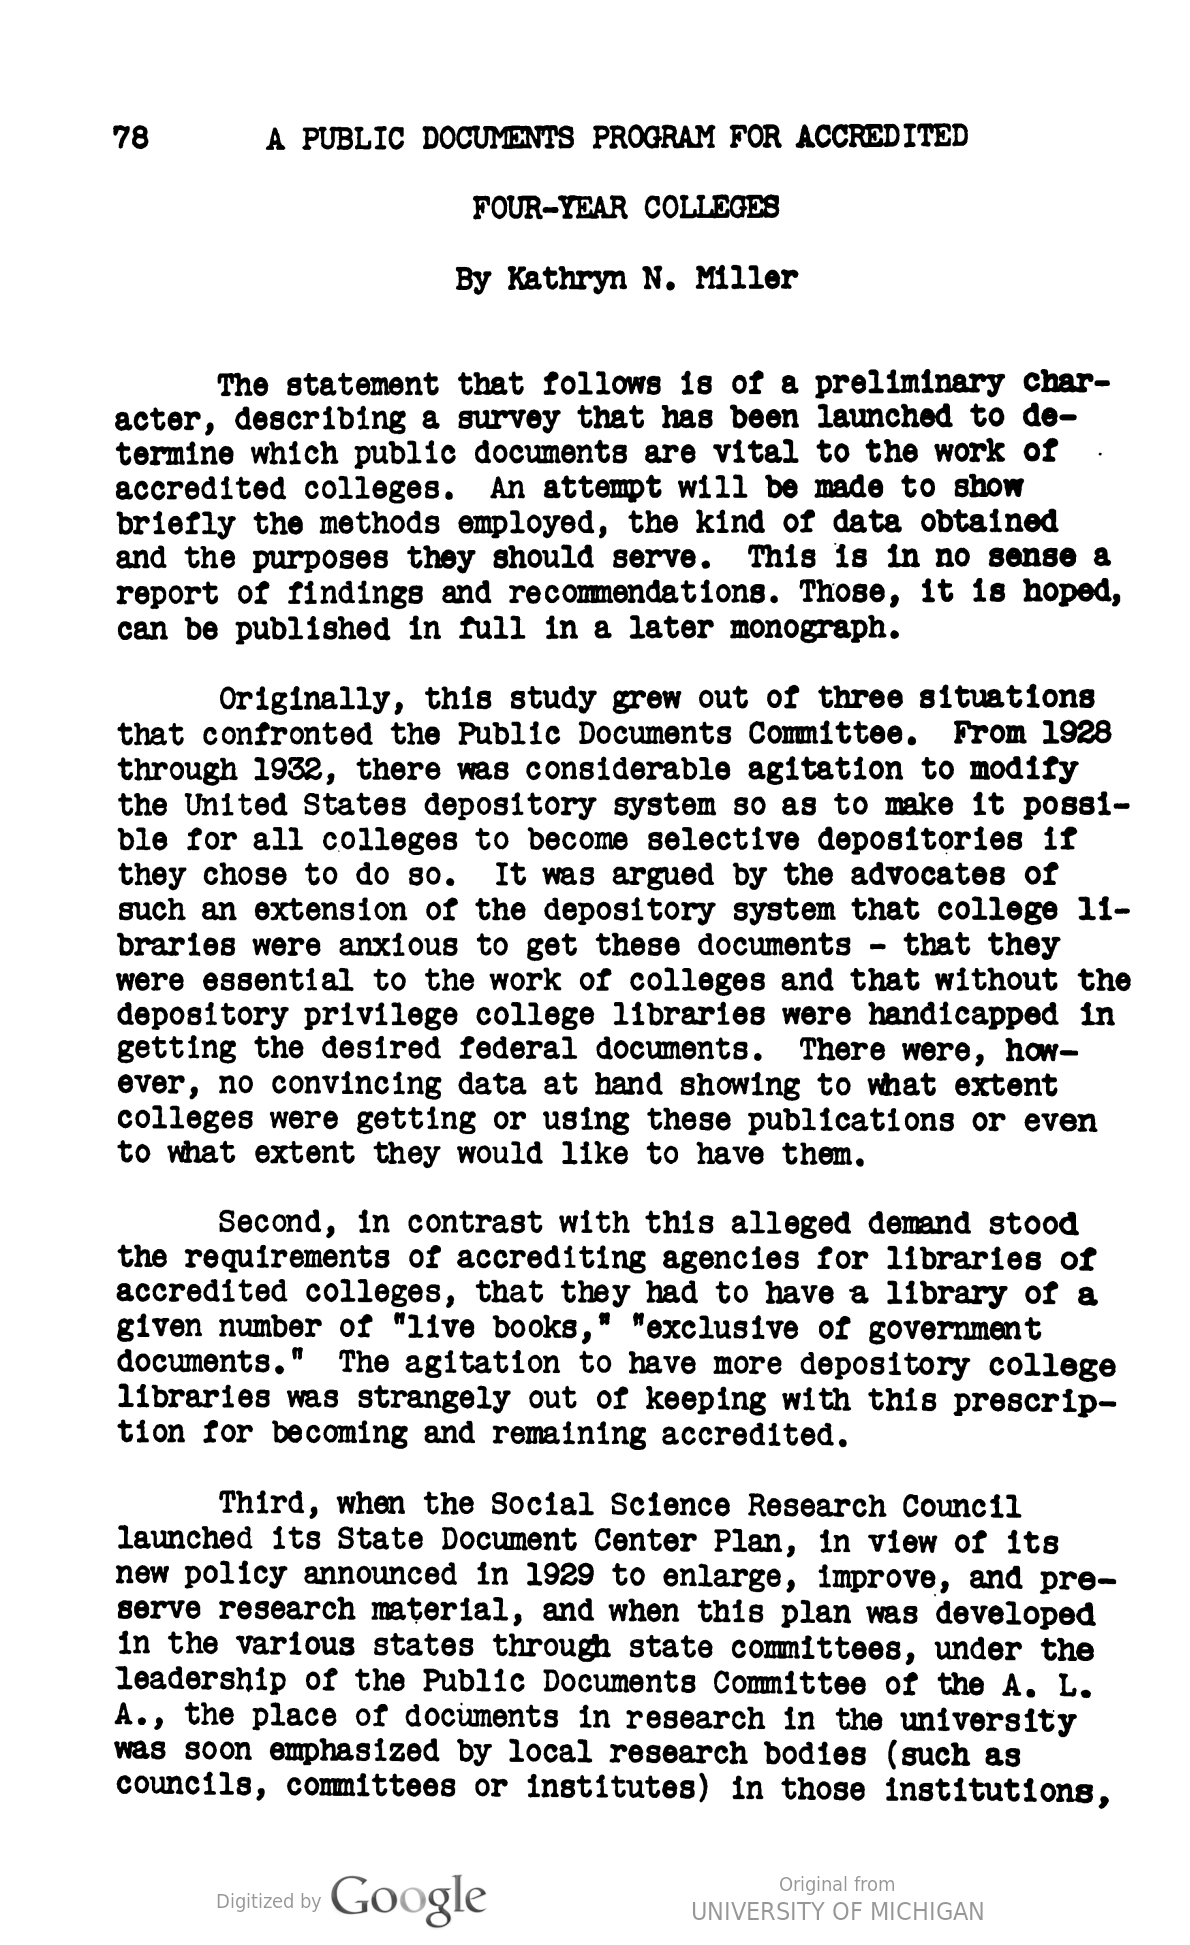 78 A PUBLIC DOCUMENTS PROGRAM FOR ACCREDITED
FOUR-YEAR COLLEGES
By Kathryn N. Miller
The statement that follows is of a preliminary char-
acter, describing a survey that has been launched to de-
termine which public documents are vital to the work of
accredited colleges. An attempt will be made to show
briefly the methods employed, the kind of data obtained
and the purposes they should serve. This is in no sense a
report of findings and recommendations. Those, it is hoped,
can be published in full in a later monograph.
Originally, this study grew out of three situations
that confronted the Public Documents Committee. From 1928
through 1932, there was considerable agitation to modify
the United States depository system so as to make it possi-
ble for all colleges to become selective depositories if
they chose to do so. It was argued by the advocates of
such an extension of the depository system that college li-
braries were anxious to get these documents - that they
were essential to the work of colleges and that without the
depository privilege college libraries were handicapped in
getting the desired federal documents. There were, how-
ever, no convincing data at hand showing to what extent
colleges were getting or using these publications or even
to what extent they would like to have them.
Second, in contrast with this alleged demand stood
the requirements of accrediting agencies for libraries of
accredited colleges, that they had to have a library of a
given number of "live books," "exclusive of government
documents." The agitation to have more depository college
libraries was strangely out of keeping with this prescrip-
tion for becoming and remaining accredited.
Third, when the Social Science Research Council
launched its State Document Center Plan, in view of its
new policy announced in 1929 to enlarge, improve, and pre-
serve research material, and when this plan was developed
in the various states through state committees, under the
leadership of the Public Documents Committee of the A. L.
A., the place of documents in research in the university
was soon emphasized by local research bodies (such as
councils, committees or institutes) in those institutions,
Digitized by Google
Original from
UNIVERSITY OF MICHIGAN